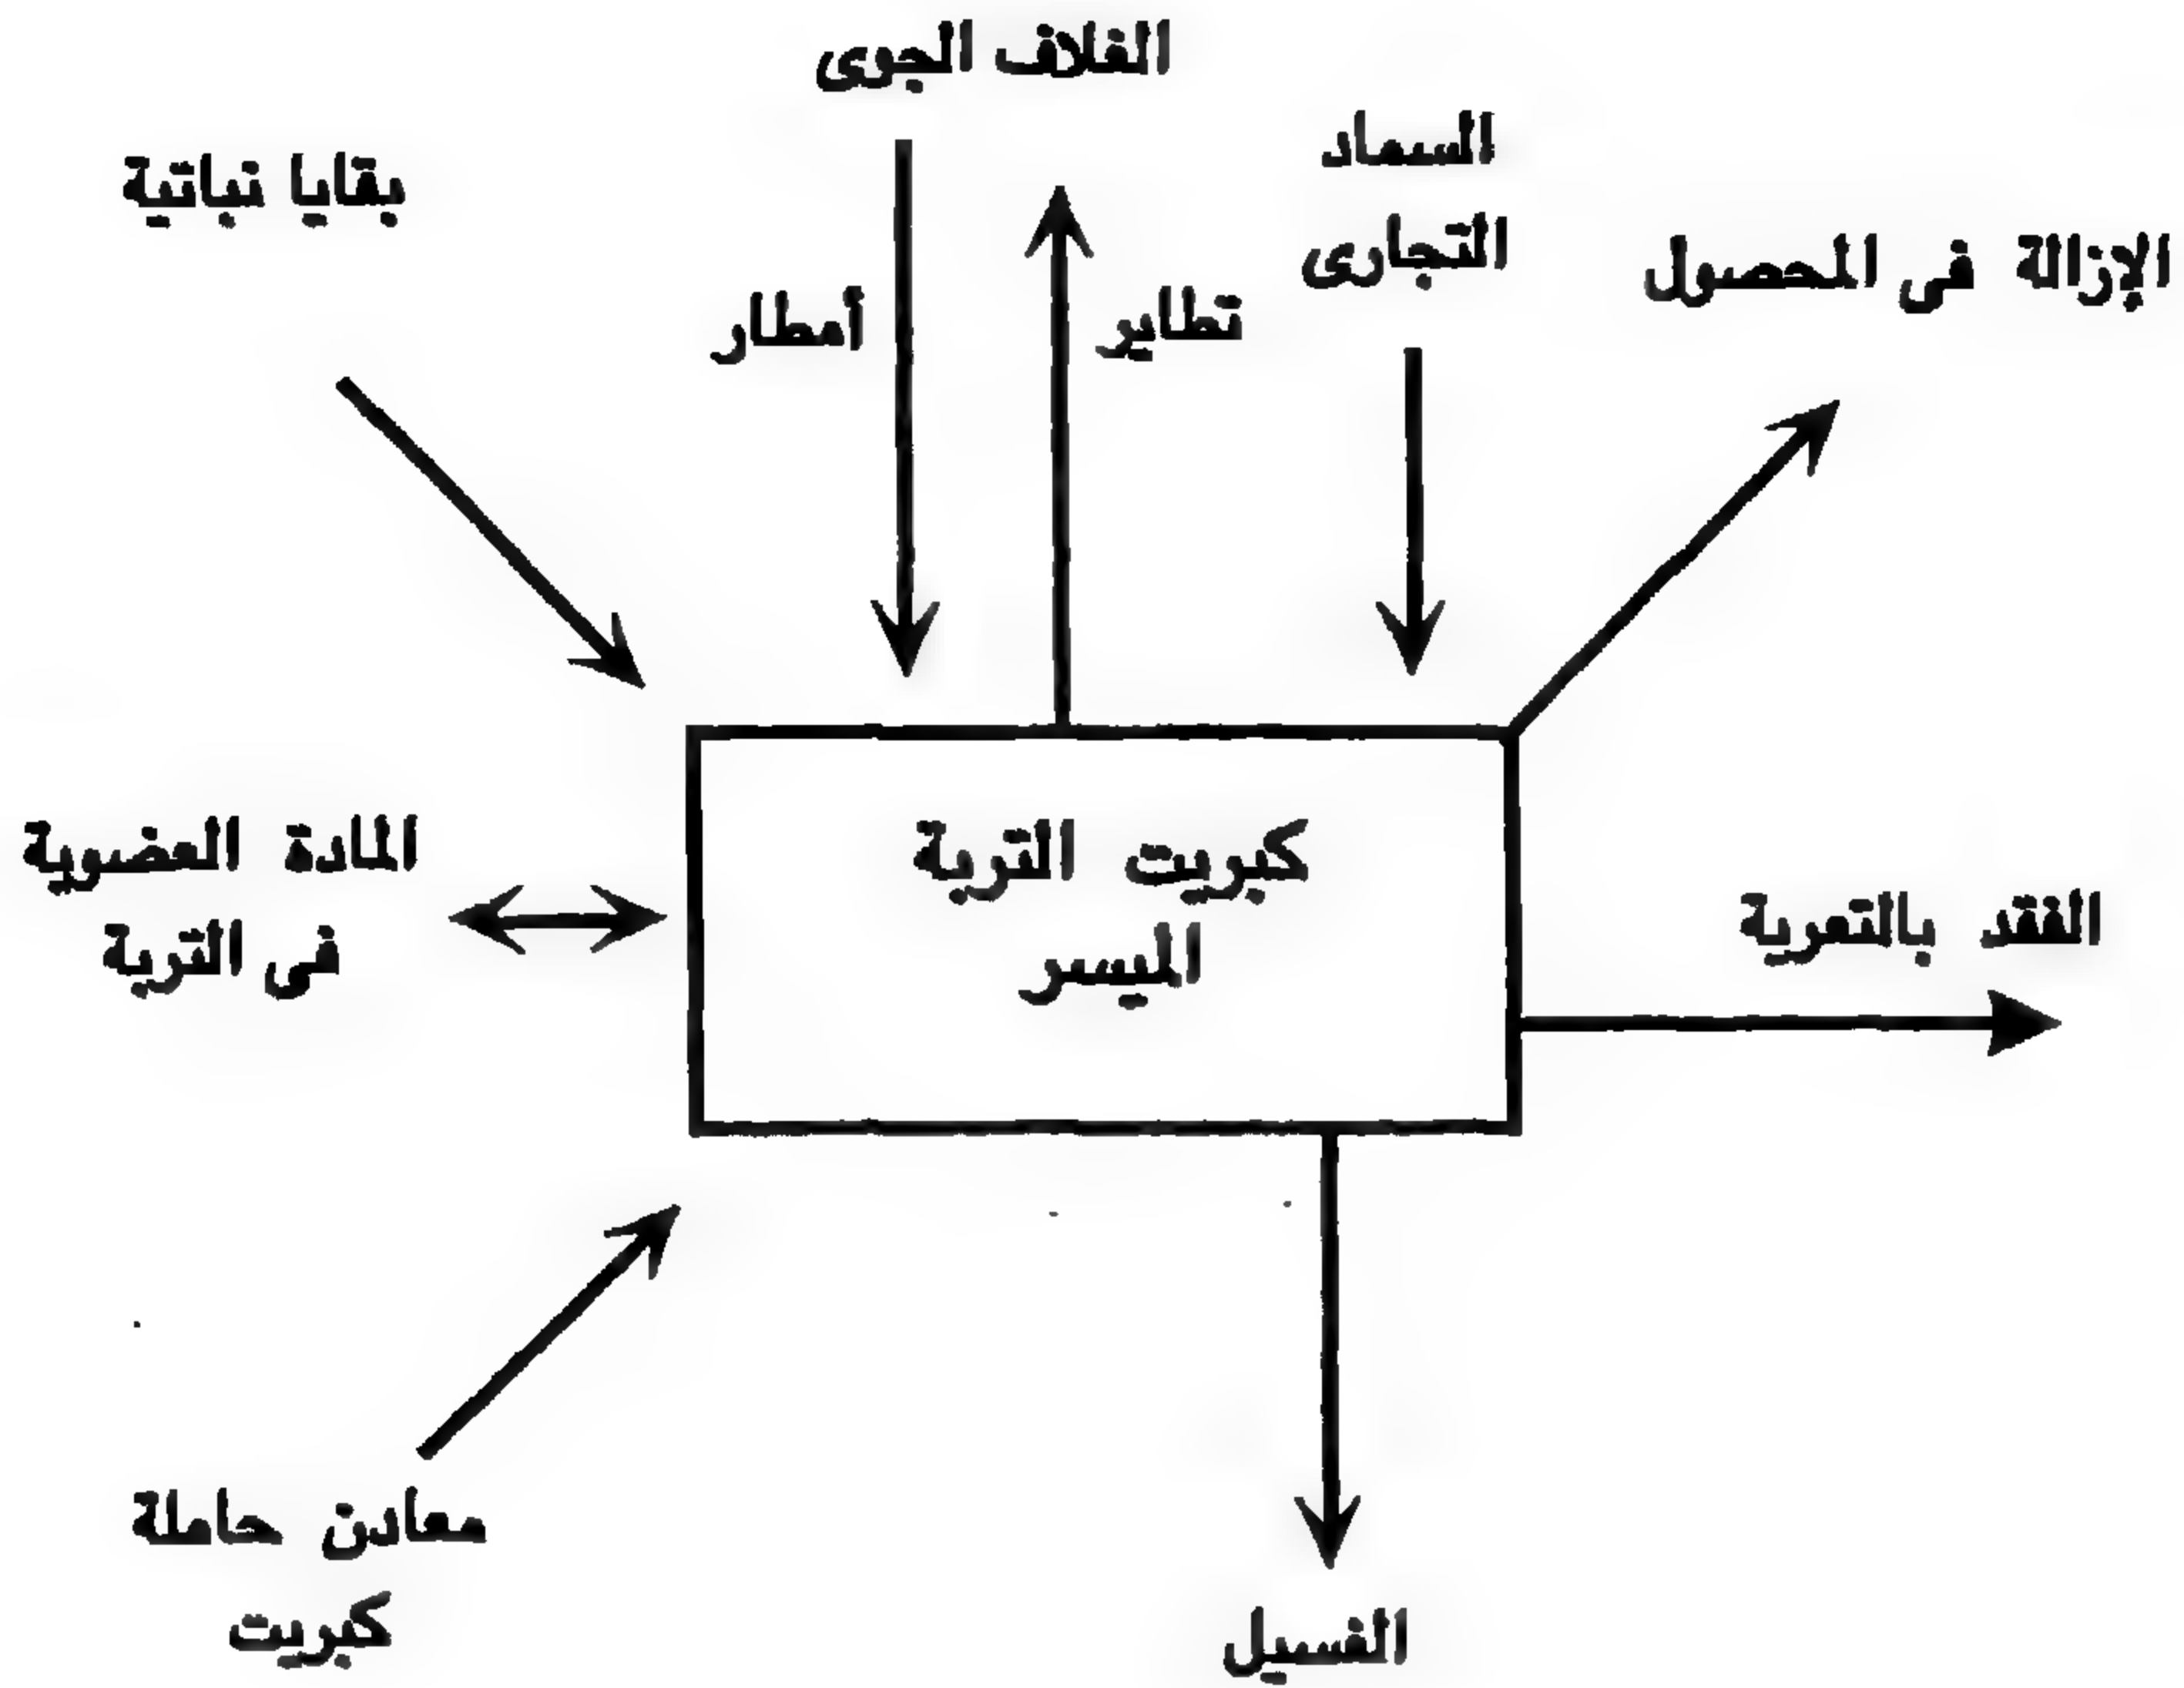 الغلاف الجوى
السماد
التجارى
بقايا نباتية
الإزالة فى المحصول
أمطار
تطاير
كبريت التربة
الميسر
المادة العضوية
فى التربة
الفقد بالتعرية
معادن حاملة
كبريت
الغسيل